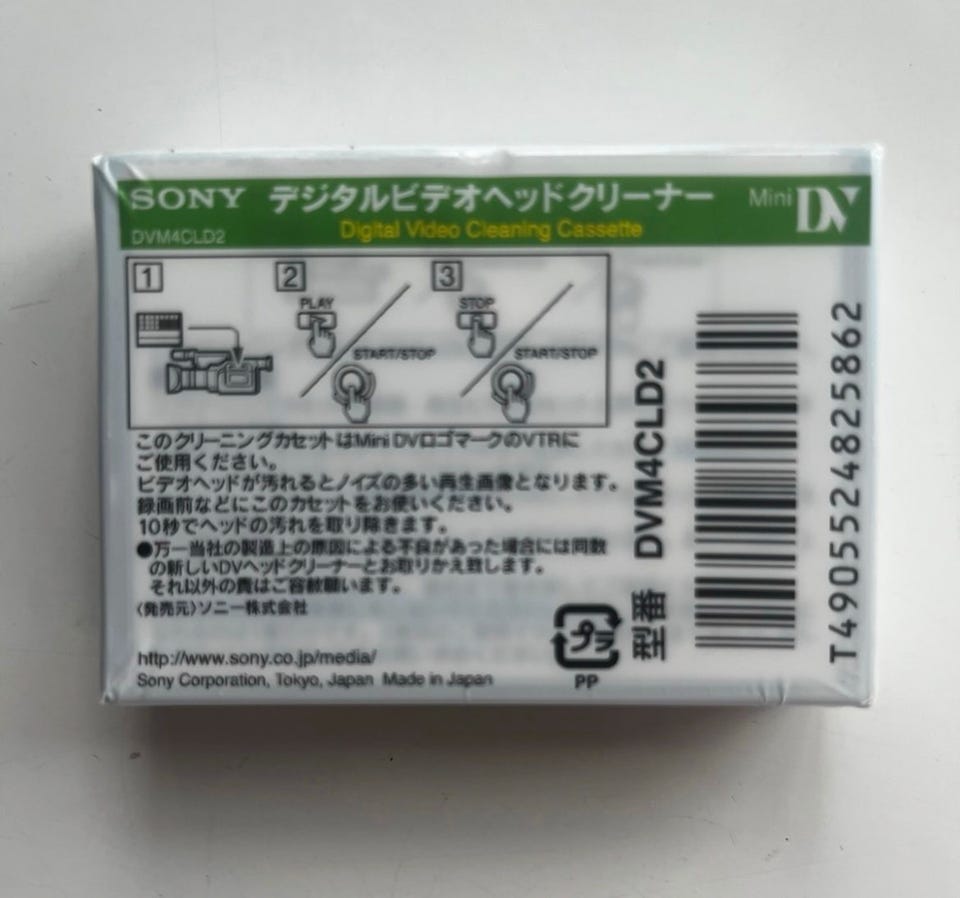 SONY デジタルビデオヘッドクリーナー Mini DV
DVM4CLD2 Digital Video Cleaning Cassette
1 2 3
PLAY STOP
START/STOP START/STOP
このクリーニングカセットはMini DVロゴマークのVTRに
ご使用ください。
ビデオヘッドが汚れるとノイズの多い再生画像となります。
録画前などにこのカセットをお使いください。
10秒でヘッドの汚れを取り除きます。
●万一当社の製造上の原因による不良があった場合には同数
の新しいDVヘッドクリーナーとお取りかえ致します。
それ以外の責はご容赦願います。
〈発売元〉ソニー株式会社
http://www.sony.co.jp/media/
Sony Corporation, Tokyo, Japan Made in Japan
プラ
PP
型番 DVM4CLD2
T4905524825862